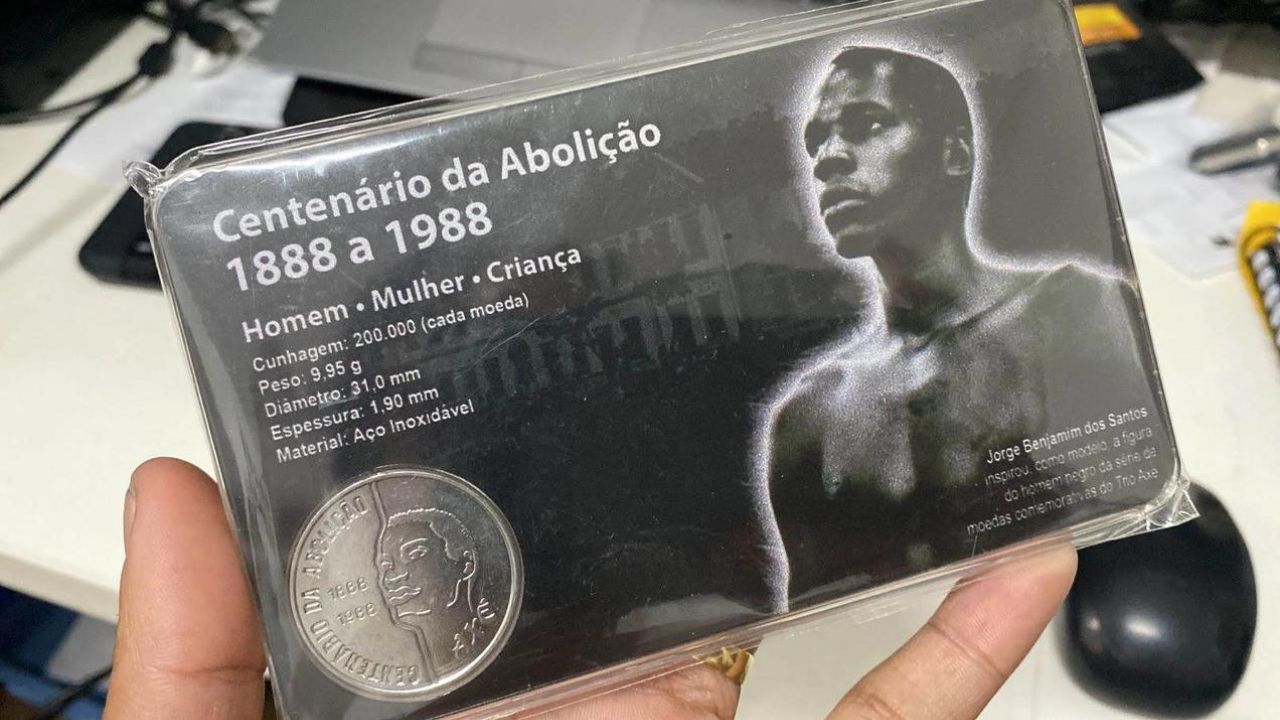 Centenário da Abolição
1888 a 1988
Homem • Mulher • Criança
Cunhagem: 200.000 (cada moeda)
Peso: 9,95 g
Diâmetro: 31,0 mm
Espessura: 1,90 mm
Material: Aço Inoxidável
Jorge Benjamim dos Santos
inspirou, como modelo, a figura
do homem negro da série de
moedas comemorativas do Trio Axe
CENTENÁRIO DA ABOLIÇÃO
1888
1988
AXÉ